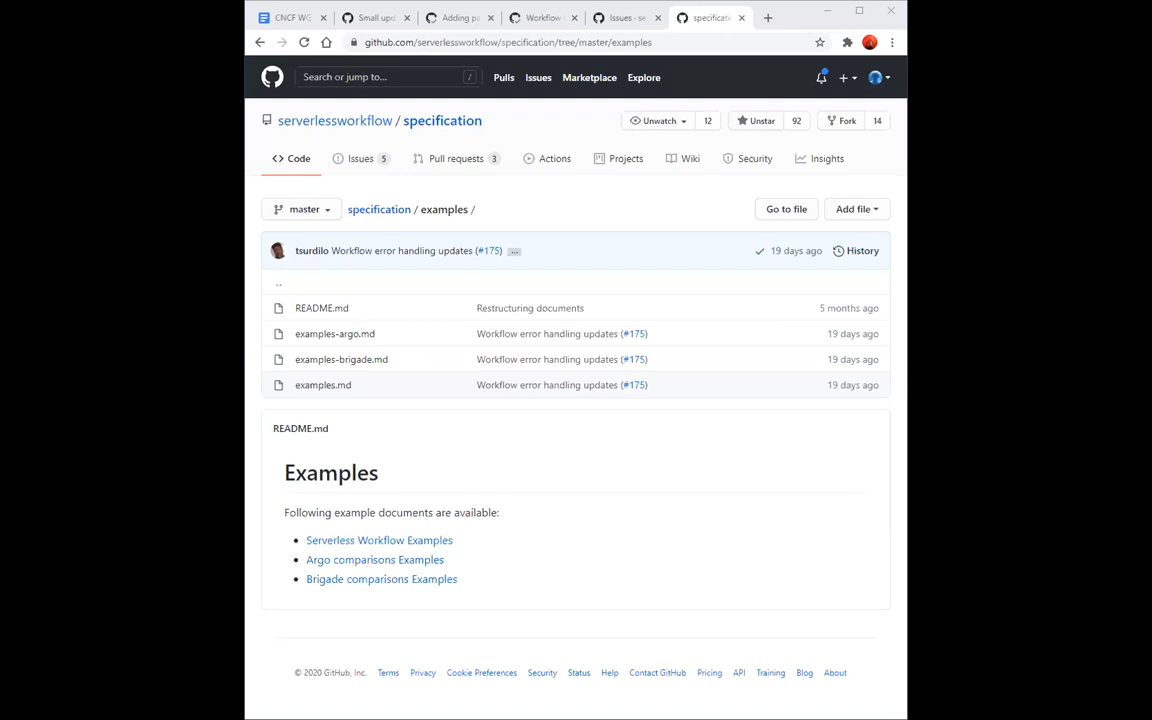 CNCF WG
Small upd
Adding pa
Workflow
Issues · se
specificati
github.com/serverlessworkflow/specification/tree/master/examples
Search or jump to...
/
Pulls
Issues
Marketplace
Explore
serverlessworkflow / specification
Unwatch
12
Unstar
92
Fork
14
Code
Issues 5
Pull requests 3
Actions
Projects
Wiki
Security
Insights
master
specification / examples /
Go to file
Add file
tsurdilo Workflow error handling updates (#175) ...
19 days ago
History
..
README.md Restructuring documents 5 months ago
examples-argo.md Workflow error handling updates (#175) 19 days ago
examples-brigade.md Workflow error handling updates (#175) 19 days ago
examples.md Workflow error handling updates (#175) 19 days ago
README.md
Examples
Following example documents are available:
Serverless Workflow Examples
Argo comparisons Examples
Brigade comparisons Examples
© 2020 GitHub, Inc. Terms Privacy Cookie Preferences Security Status Help Contact GitHub Pricing API Training Blog About